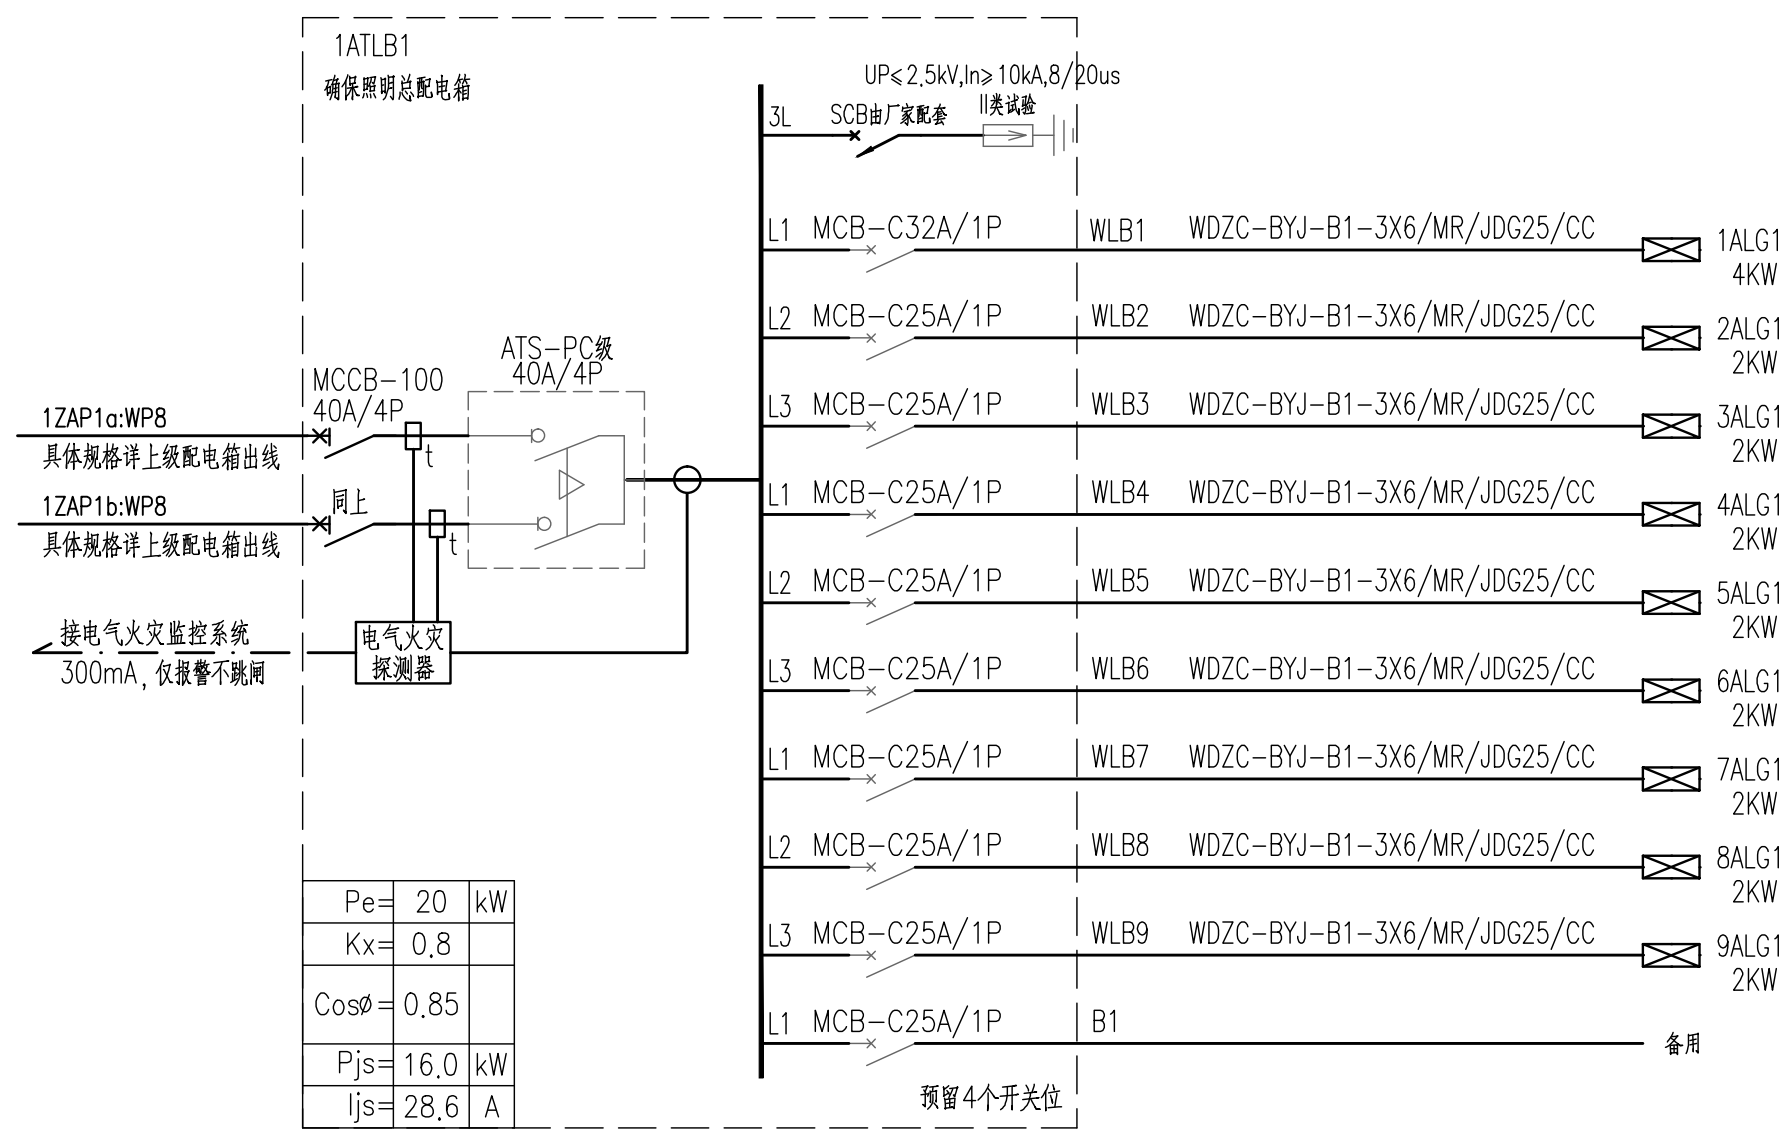 1ATLB1
确保照明总配电箱
UP≤2.5kV,In≥10kA,8/20us
SCB由厂家配套
II类试验
3L
L1 MCB-C32A/1P WLB1 WDZC-BYJ-B1-3X6/MR/JDG25/CC 1ALG1
4KW
L2 MCB-C25A/1P WLB2 WDZC-BYJ-B1-3X6/MR/JDG25/CC 2ALG1
2KW
L3 MCB-C25A/1P WLB3 WDZC-BYJ-B1-3X6/MR/JDG25/CC 3ALG1
2KW
L1 MCB-C25A/1P WLB4 WDZC-BYJ-B1-3X6/MR/JDG25/CC 4ALG1
2KW
L2 MCB-C25A/1P WLB5 WDZC-BYJ-B1-3X6/MR/JDG25/CC 5ALG1
2KW
L3 MCB-C25A/1P WLB6 WDZC-BYJ-B1-3X6/MR/JDG25/CC 6ALG1
2KW
L1 MCB-C25A/1P WLB7 WDZC-BYJ-B1-3X6/MR/JDG25/CC 7ALG1
2KW
L2 MCB-C25A/1P WLB8 WDZC-BYJ-B1-3X6/MR/JDG25/CC 8ALG1
2KW
L3 MCB-C25A/1P WLB9 WDZC-BYJ-B1-3X6/MR/JDG25/CC 9ALG1
2KW
L1 MCB-C25A/1P B1 备用
预留4个开关位
ATS-PC级
40A/4P
MCCB-100
40A/4P
1ZAP1a:WP8
具体规格详上级配电箱出线
t
1ZAP1b:WP8
同上
具体规格详上级配电箱出线
t
接电气火灾监控系统
300mA, 仅报警不跳闸
电气火灾
探测器
Pe= 20 kW
Kx= 0.8
Cosø= 0.85
Pjs= 16.0 kW
Ijs= 28.6 A